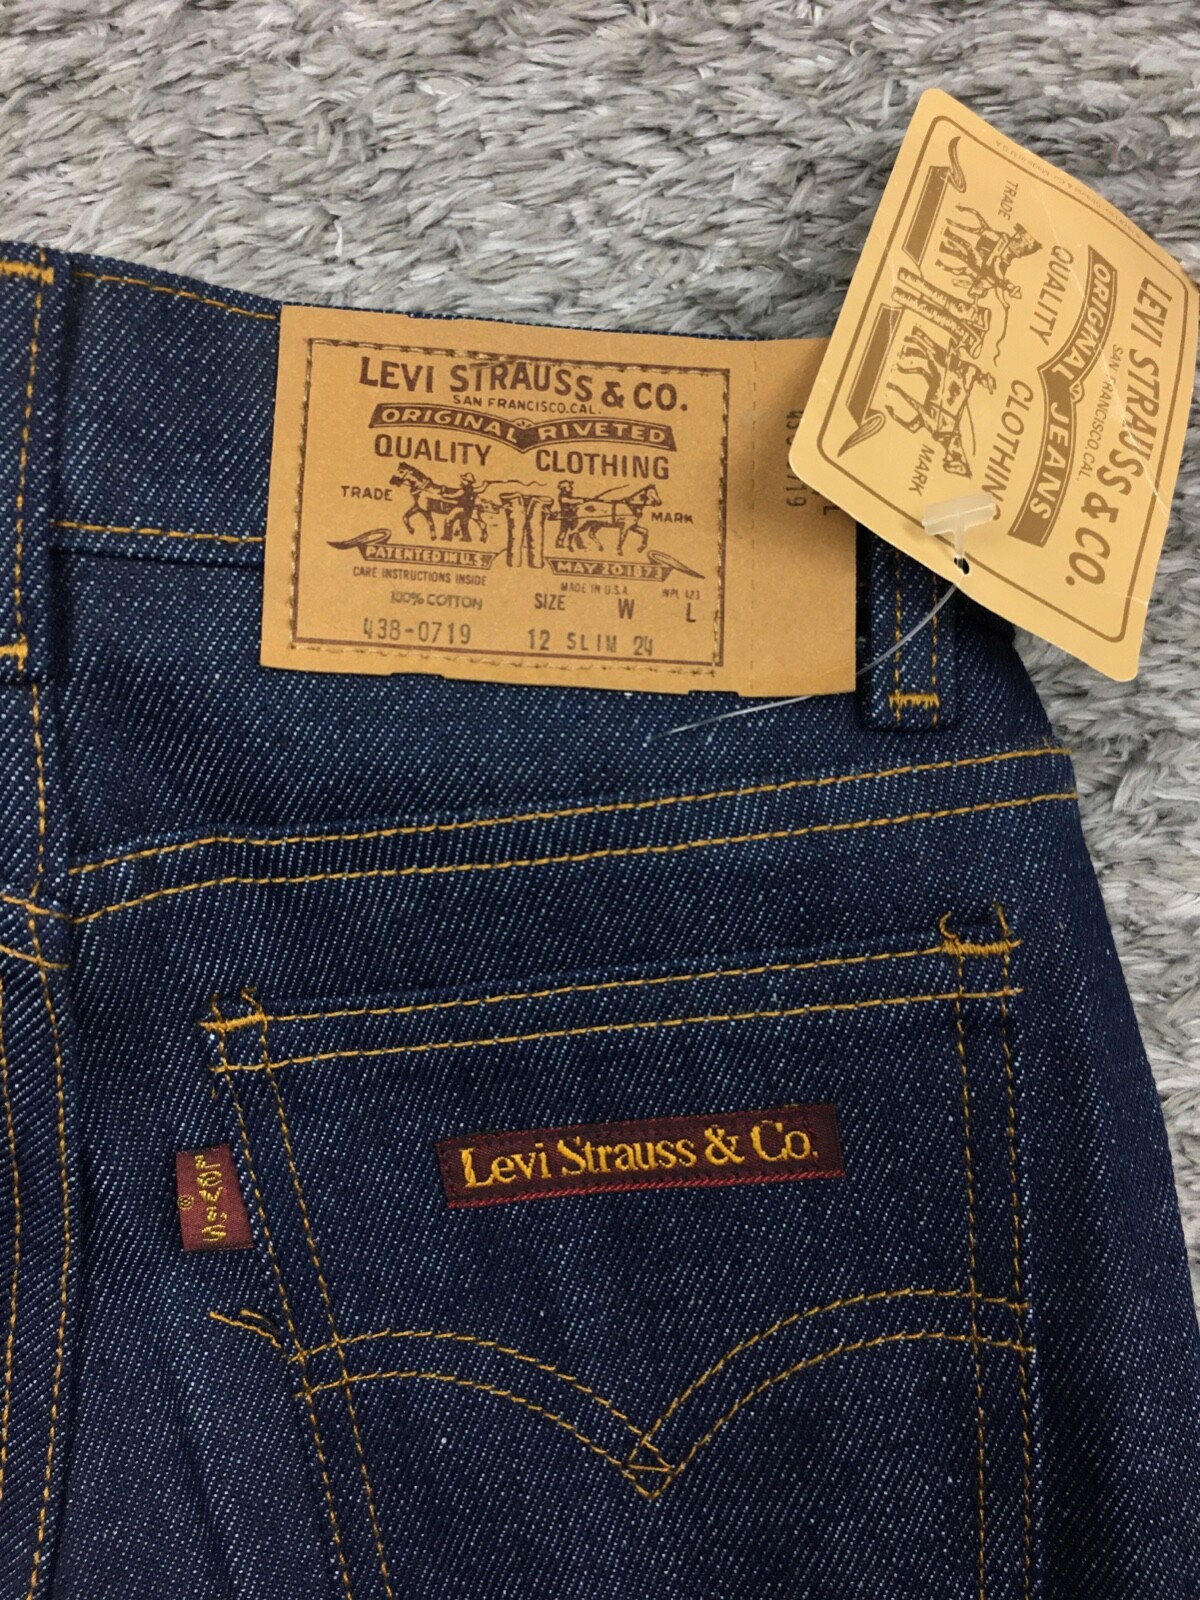 LEVI STRAUSS & CO.
SAN FRANCISCO.CAL.
ORIGINAL RIVETED
QUALITY CLOTHING
TRADE MARK
PATENTED IN U.S. MAY 20 1873
CARE INSTRUCTIONS INSIDE
MADE IN U.S.A WPL 423
100% COTTON SIZE W L
438-0719 12 SLIM 24
LEVI STRAUSS & CO.
SAN FRANCISCO, CAL.
ORIGINAL JEANS
QUALITY CLOTHING
TRADE MARK
Levi Strauss & Co.
LEVI'S ®